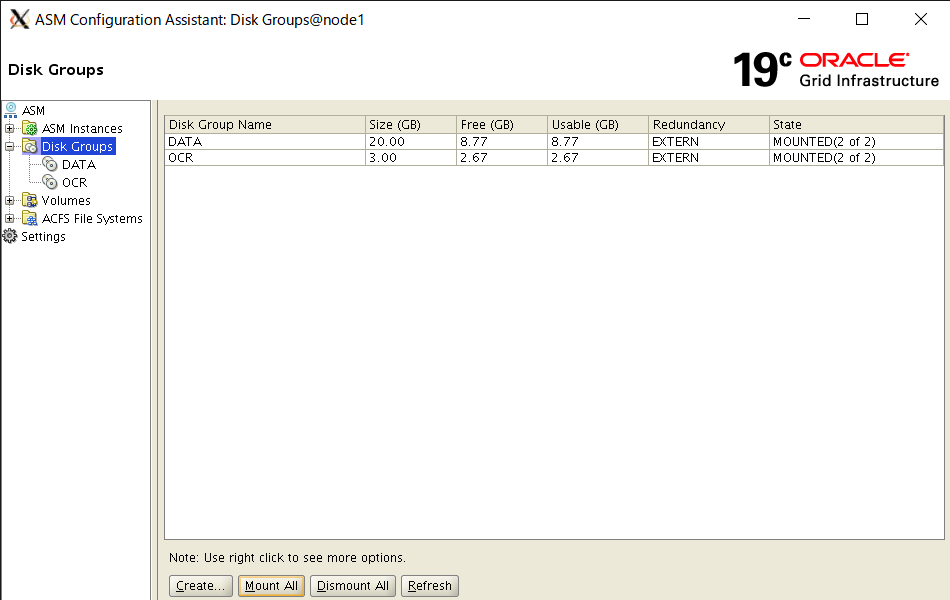 ASM Configuration Assistant: Disk Groups@node1
Disk Groups
19c ORACLE
Grid Infrastructure
ASM
ASM Instances
Disk Groups
DATA
OCR
Volumes
ACFS File Systems
Settings
Disk Group Name Size (GB) Free (GB) Usable (GB) Redundancy State
DATA 20.00 8.77 8.77 EXTERN MOUNTED(2 of 2)
OCR 3.00 2.67 2.67 EXTERN MOUNTED(2 of 2)
Note: Use right click to see more options.
Create... Mount All Dismount All Refresh